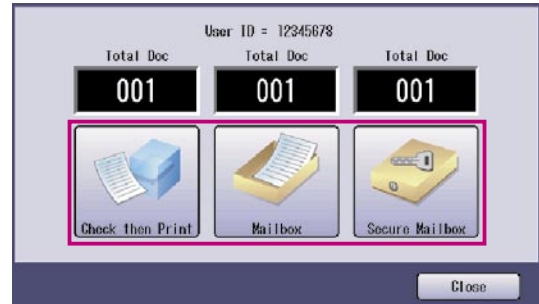 User ID = 12345678
Total Doc Total Doc Total Doc
001 001 001
Check then Print Mailbox Secure Mailbox
Close